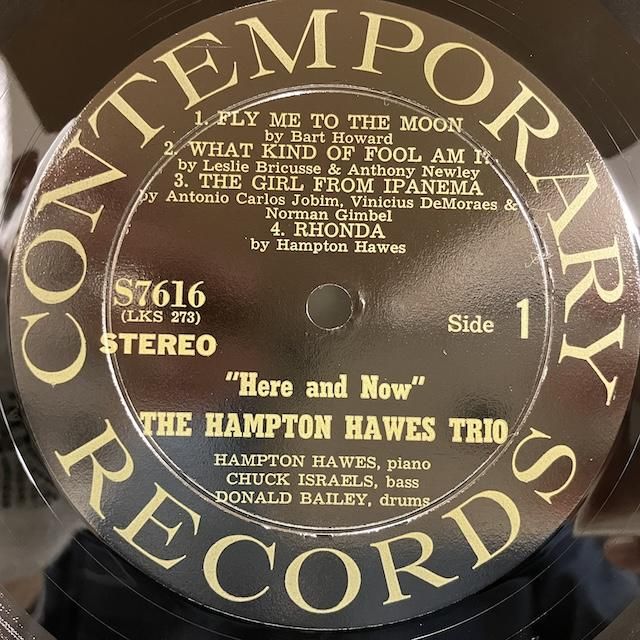 CONTEMPORARY
1. FLY ME TO THE MOON
by Bart Howard
2. WHAT KIND OF FOOL AM I?
by Leslie Bricusse & Anthony Newley
3. THE GIRL FROM IPANEMA
by Antonio Carlos Jobim, Vinicius DeMoraes &
Norman Gimbel
4. RHONDA
by Hampton Hawes
S7616
(LKS 273)
Side 1
STEREO
"Here and Now"
THE HAMPTON HAWES TRIO
HAMPTON HAWES, piano
CHUCK ISRAELS, bass
DONALD BAILEY, drums
RECORDS